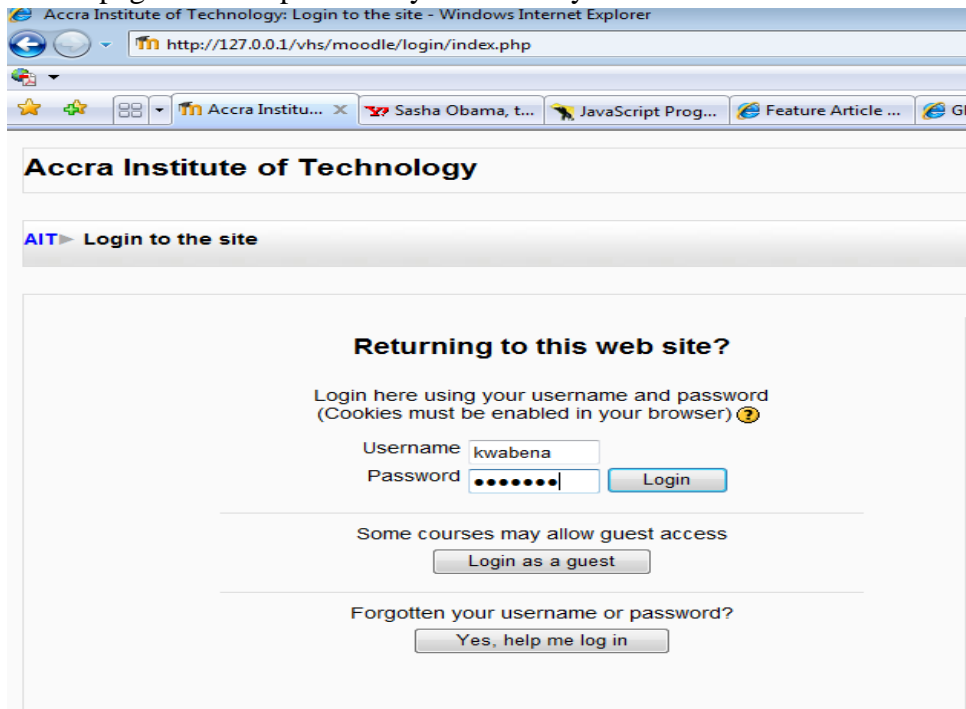 Accra Institute of Technology: Login to the site - Windows Internet Explorer
http://127.0.0.1/vhs/moodle/login/index.php
Accra Institu... Sasha Obama, t... JavaScript Prog... Feature Article ...
Accra Institute of Technology
AIT► Login to the site
Returning to this web site?
Login here using your username and password
(Cookies must be enabled in your browser) ?
Username kwabena
Password ●●●●●●● Login
Some courses may allow guest access
Login as a guest
Forgotten your username or password?
Yes, help me log in